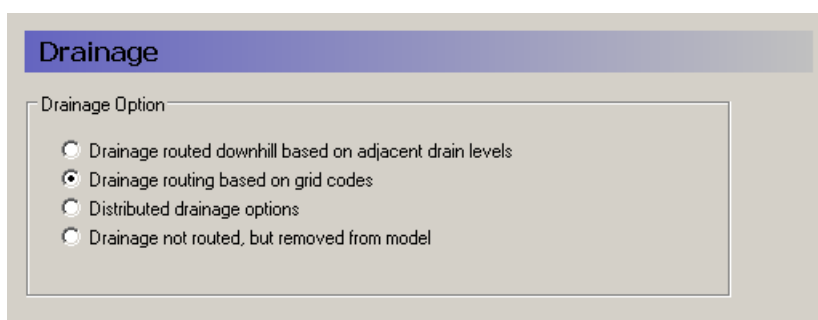 Drainage
Drainage Option
Drainage routed downhill based on adjacent drain levels
Drainage routing based on grid codes
Distributed drainage options
Drainage not routed, but removed from model